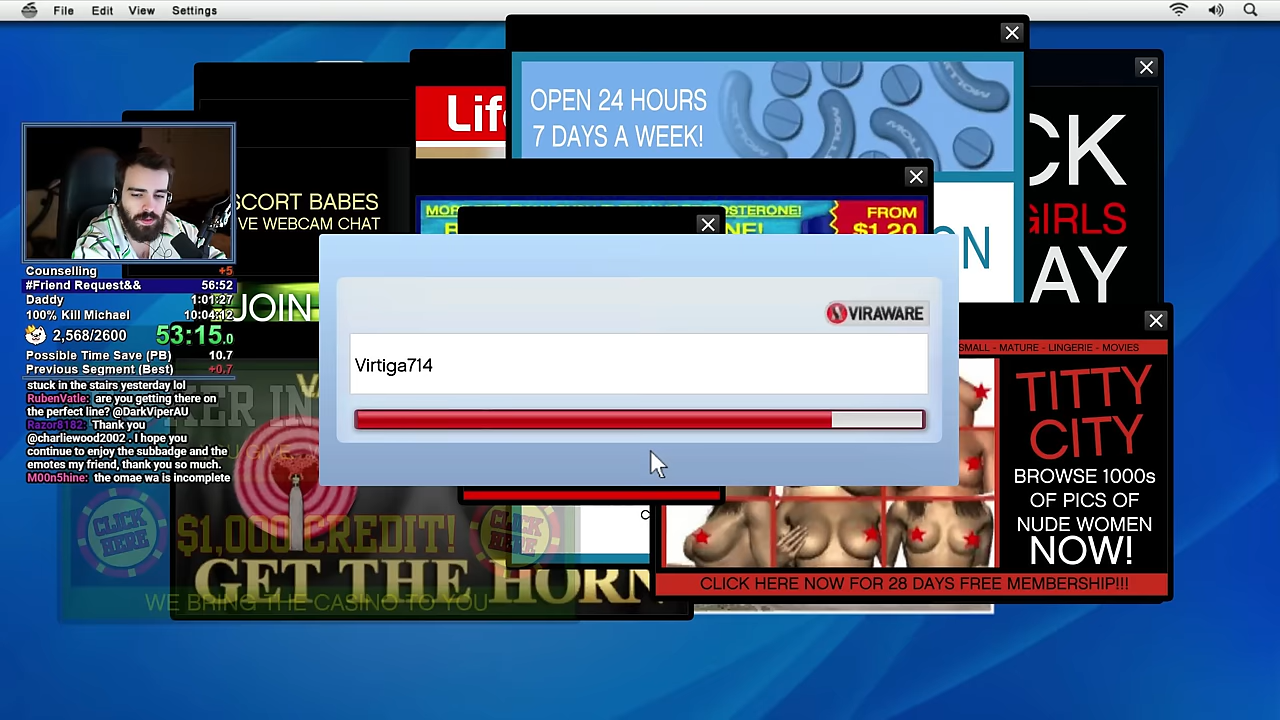 File Edit View Settings
OPEN 24 HOURS
7 DAYS A WEEK!
CK
GIRLS
AY
SCORT BABES
VE WEBCAM CHAT
JOIN
FROM
$1.20
NE!
ON
VIRAWARE
Virtiga714
Counselling +5
#Friend Request&& 56:52
Daddy 1:01:27
100% Kill Michael 10:04:12
2,568/2600 53:15.0
Possible Time Save (PB) 10.7
Previous Segment (Best) +0.7
stuck in the stairs yesterday lol
RubenVatle: are you getting there on
the perfect line? @DarkViperAU
Razor8182: Thank you
@charliewood2002 . I hope you
continue to enjoy the subbadge and the
emotes my friend, thank you so much.
M00n5hine: the omae wa is incomplete
YOU GIVE
CLICK HERE
$1,000 CREDIT!
CLICK HERE
GET THE HORN
WE BRING THE CASINO TO YOU
SMALL - MATURE - LINGERIE - MOVIES
TITTY
CITY
BROWSE 1000s
OF PICS OF
NUDE WOMEN
NOW!
CLICK HERE NOW FOR 28 DAYS FREE MEMBERSHIP!!!